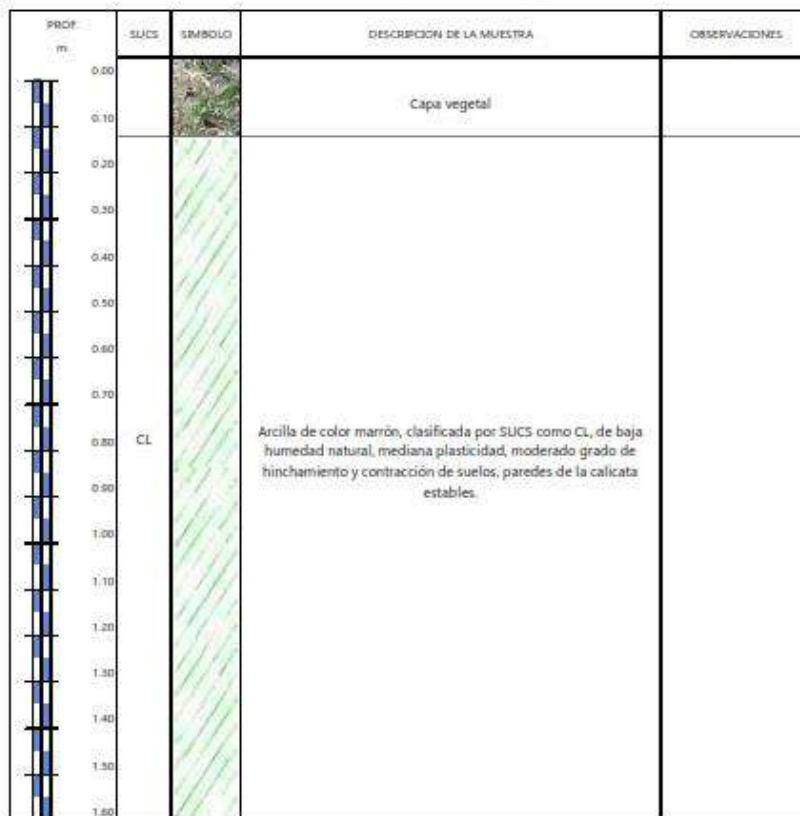 PROF.
m.
SUCS
SIMBOLO
DESCRIPCION DE LA MUESTRA
OBSERVACIONES
0.00
Capa vegetal
0.10
0.20
0.30
0.40
0.50
0.60
0.70
0.80
CL
Arcilla de color marrón, clasificada por SUCS como CL, de baja
humedad natural, mediana plasticidad, moderado grado de
hinchamiento y contracción de suelos, paredes de la calicata
estables.
0.90
1.00
1.10
1.20
1.30
1.40
1.50
1.60